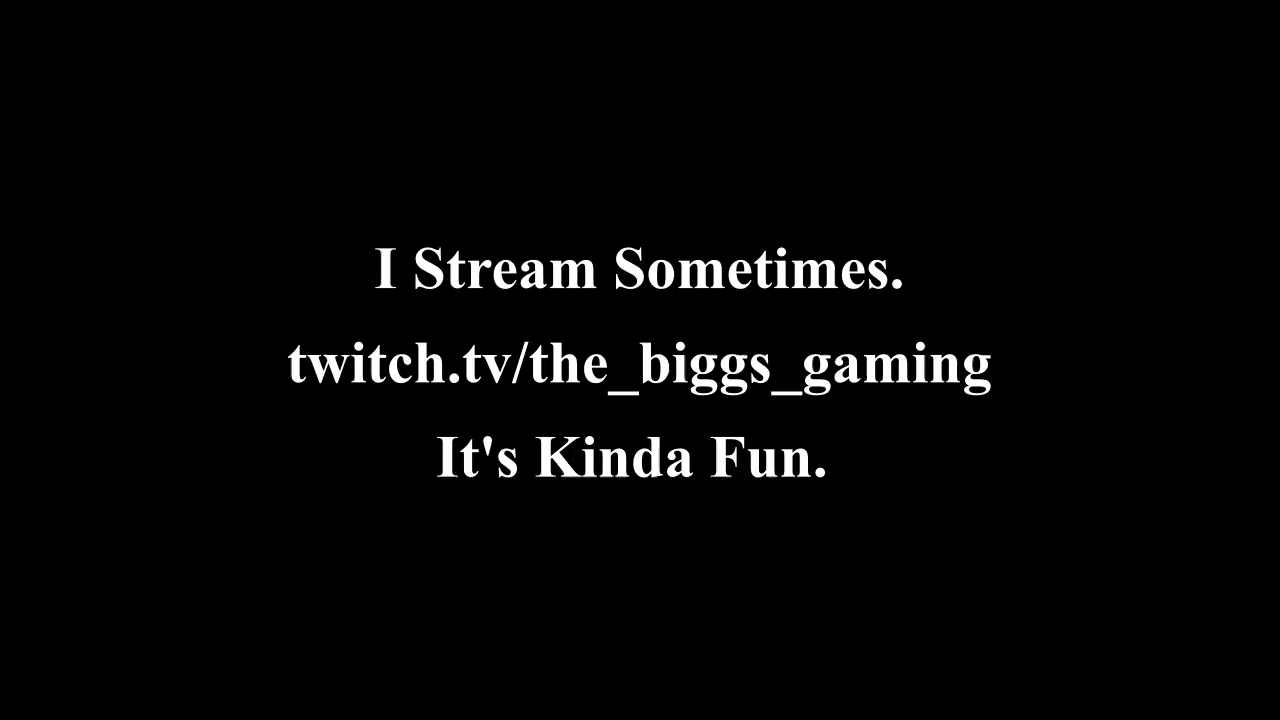 I Stream Sometimes.
twitch.tv/the_biggs_gaming
It's Kinda Fun.